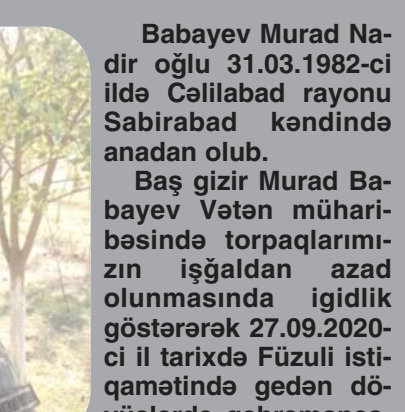 Babayev Murad Na-
dir oğlu 31.03.1982-ci
ildə Cəlilabad rayonu
Sabirabad kəndində
anadan olub.
Baş gizir Murad Ba-
bayev Vətən mühari-
bəsində torpaqlarımı-
zın işğaldan azad
olunmasında igidlik
göstərərək 27.09.2020-
ci il tarixdə Füzuli isti-
qamətində gedən dö-